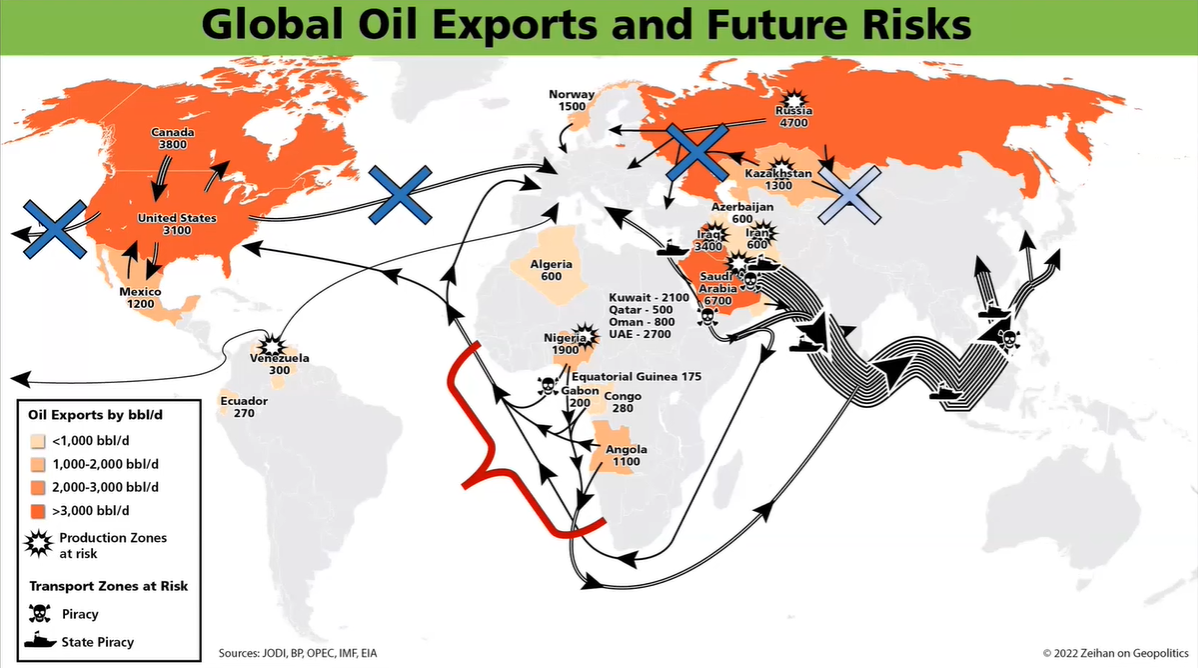 Global Oil Exports and Future Risks
Norway
1500
Canada
3800
Russia
4700
Kazakhstan
1300
United States
3100
Azerbaijan
600
Iraq
3400
Iran
600
Algeria
600
Saudi
Arabia
6700
Mexico
1200
Kuwait - 2100
Qatar - 500
Oman - 800
UAE - 2700
Nigeria
1900
Venezuela
300
Equatorial Guinea 175
Gabon
200
Congo
280
Ecuador
270
Angola
1100
Oil Exports by bbl/d
<1,000 bbl/d
1,000-2,000 bbl/d
2,000-3,000 bbl/d
>3,000 bbl/d
Production Zones
at risk
Transport Zones at Risk
Piracy
State Piracy
Sources: JODI, BP, OPEC, IMF, EIA
© 2022 Zeihan on Geopolitics